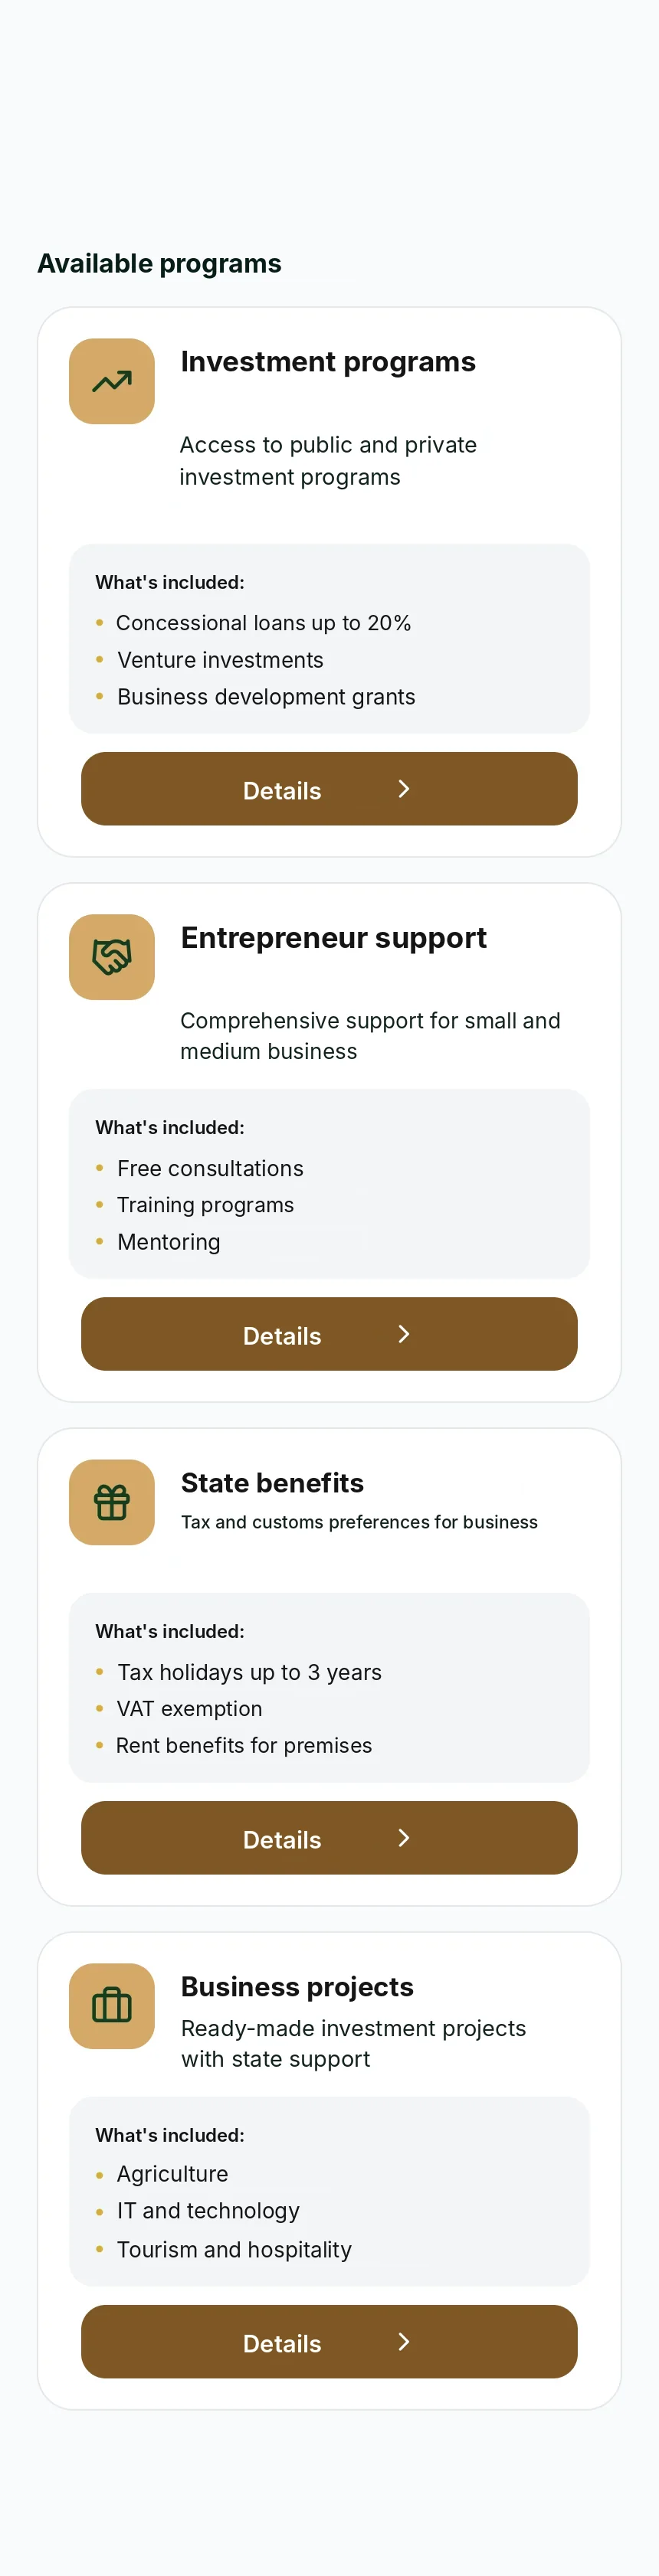 Available programs
Investment programs
Access to public and private
investment programs
What's included:
• Concessional loans up to 20%
• Venture investments
• Business development grants
Details
Entrepreneur support
Comprehensive support for small and
medium business
What's included:
• Free consultations
• Training programs
• Mentoring
Details
State benefits
Tax and customs preferences for business
What's included:
• Tax holidays up to 3 years
• VAT exemption
• Rent benefits for premises
Details
Business projects
Ready-made investment projects
with state support
What's included:
• Agriculture
• IT and technology
• Tourism and hospitality
Details